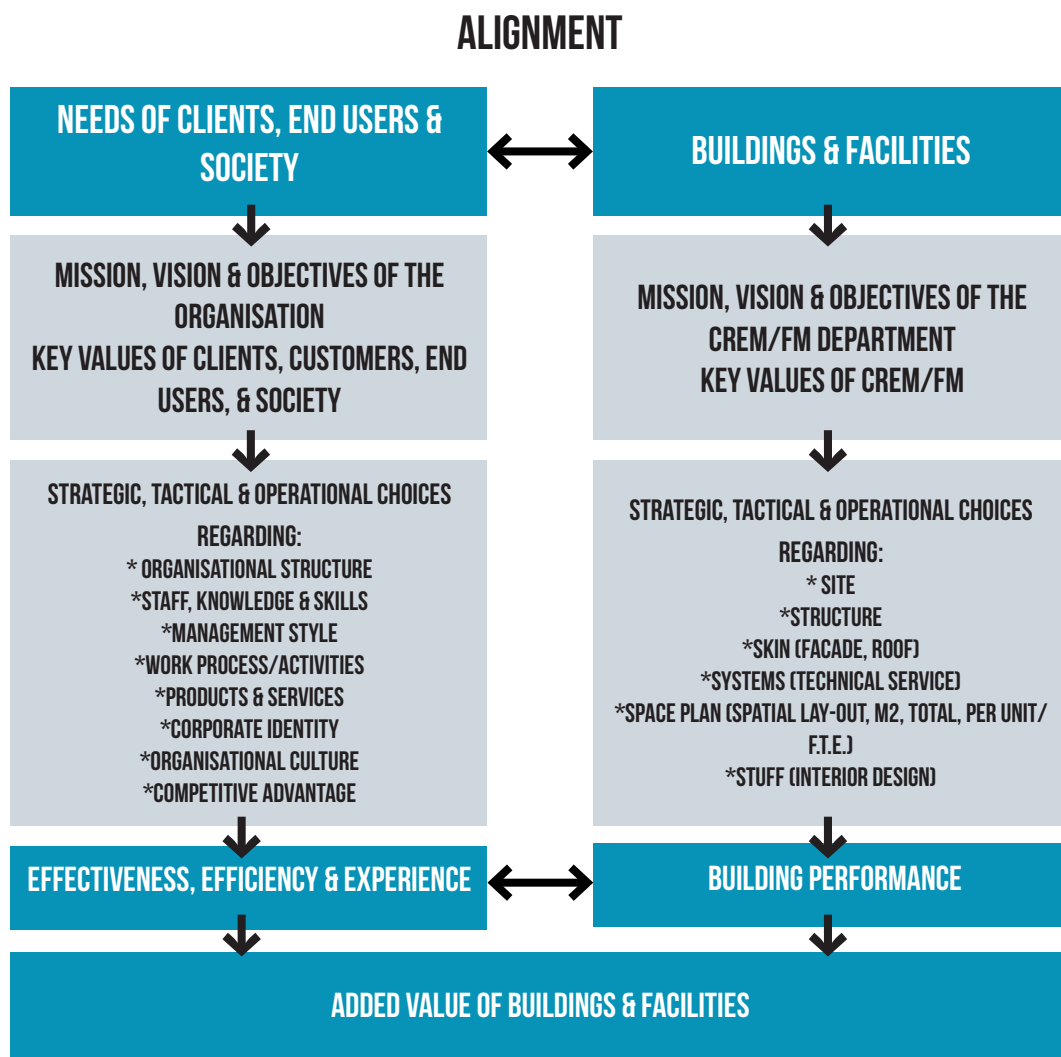 ALIGNMENT
NEEDS OF CLIENTS, END USERS &
SOCIETY
BUILDINGS & FACILITIES
MISSION, VISION & OBJECTIVES OF THE
ORGANISATION
KEY VALUES OF CLIENTS, CUSTOMERS, END
USERS, & SOCIETY
MISSION, VISION & OBJECTIVES OF THE
CREM/FM DEPARTMENT
KEY VALUES OF CREM/FM
STRATEGIC, TACTICAL & OPERATIONAL CHOICES
REGARDING:
* ORGANISATIONAL STRUCTURE
*STAFF, KNOWLEDGE & SKILLS
*MANAGEMENT STYLE
*WORK PROCESS/ACTIVITIES
*PRODUCTS & SERVICES
*CORPORATE IDENTITY
*ORGANISATIONAL CULTURE
*COMPETITIVE ADVANTAGE
STRATEGIC, TACTICAL & OPERATIONAL CHOICES
REGARDING:
* SITE
*STRUCTURE
*SKIN (FACADE, ROOF)
*SYSTEMS (TECHNICAL SERVICE)
*SPACE PLAN (SPATIAL LAY-OUT, M2, TOTAL, PER UNIT/
F.T.E.)
*STUFF (INTERIOR DESIGN)
EFFECTIVENESS, EFFICIENCY & EXPERIENCE
BUILDING PERFORMANCE
ADDED VALUE OF BUILDINGS & FACILITIES